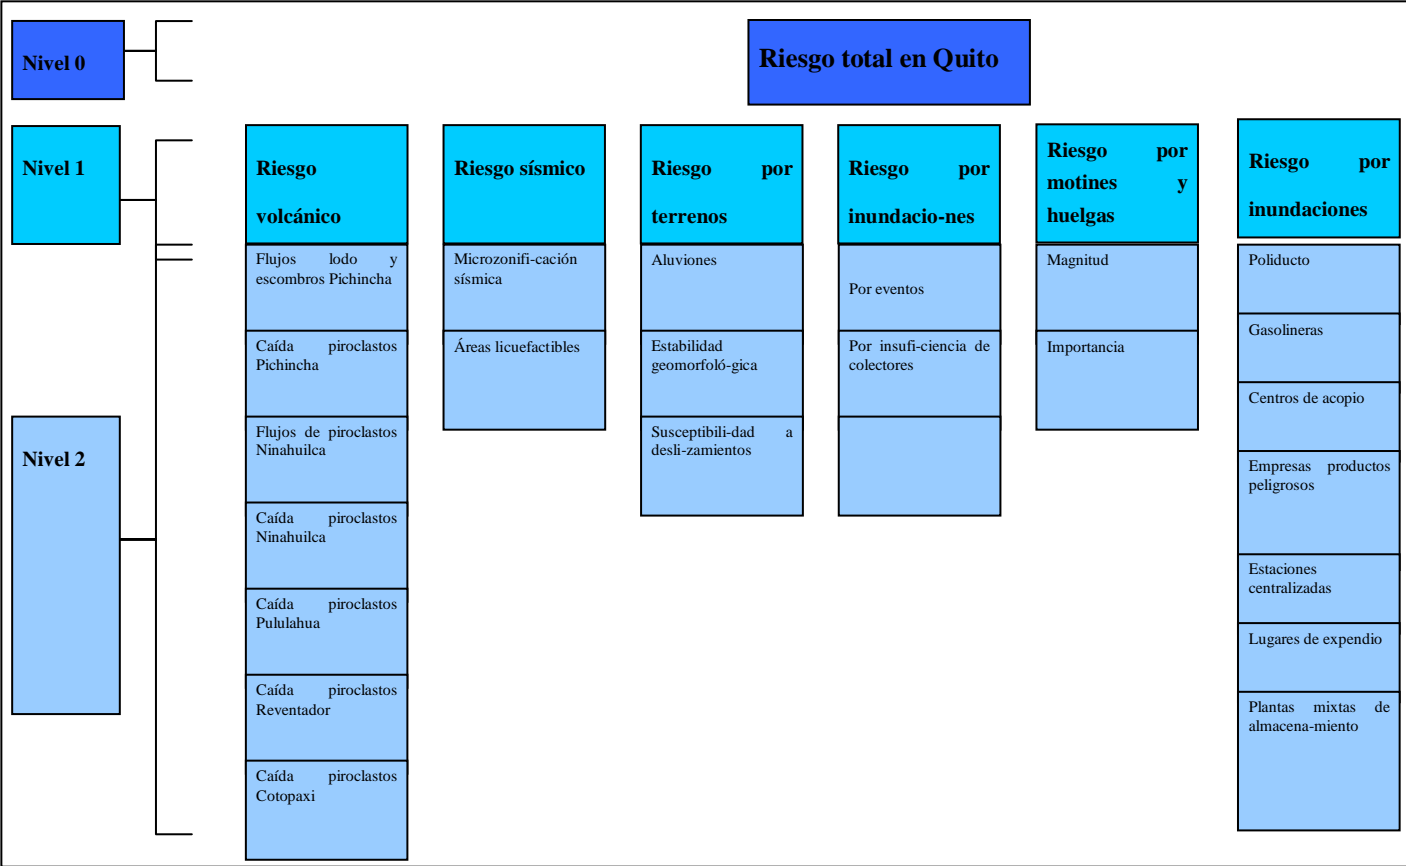 Nivel 0
Riesgo total en Quito
Nivel 1
Riesgo
volcánico
Riesgo sísmico
Riesgo por
terrenos
Riesgo por
inundacio-nes
Riesgo por
motines y
huelgas
Riesgo por
inundaciones
Nivel 2
Flujos lodo y
escombros Pichincha
Caída piroclastos
Pichincha
Flujos de piroclastos
Ninahuilca
Caída piroclastos
Ninahuilca
Caída piroclastos
Pululahua
Caída piroclastos
Reventador
Caída piroclastos
Cotopaxi
Microzonifi-cación
sísmica
Áreas licuefactibles
Aluviones
Estabilidad
geomorfoló-gica
Susceptibili-dad a
desli-zamientos
Por eventos
Por insufi-ciencia de
colectores
Magnitud
Importancia
Poliducto
Gasolineras
Centros de acopio
Empresas productos
peligrosos
Estaciones
centralizadas
Lugares de expendio
Plantas mixtas de
almacena-miento